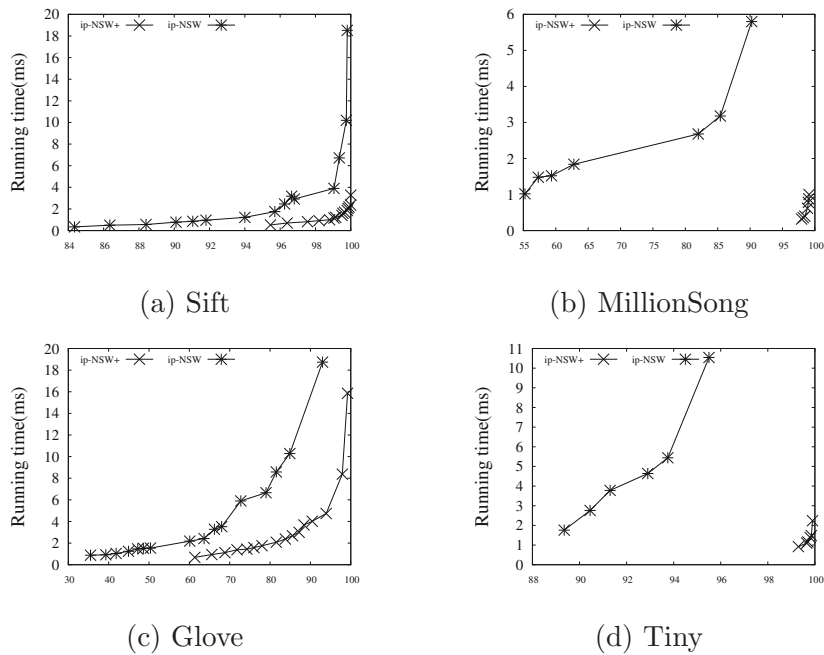 ip-NSW+ ip-NSW
Running time(ms)
20
18
16
14
12
10
8
6
4
2
0
84 86 88 90 92 94 96 98 100
(a) Sift
ip-NSW+ ip-NSW
Running time(ms)
6
5
4
3
2
1
0
55 60 65 70 75 80 85 90 95 100
(b) MillionSong
ip-NSW+ ip-NSW
Running time(ms)
20
18
16
14
12
10
8
6
4
2
0
30 40 50 60 70 80 90 100
(c) Glove
ip-NSW+ ip-NSW
Running time(ms)
11
10
9
8
7
6
5
4
3
2
1
0
88 90 92 94 96 98 100
(d) Tiny